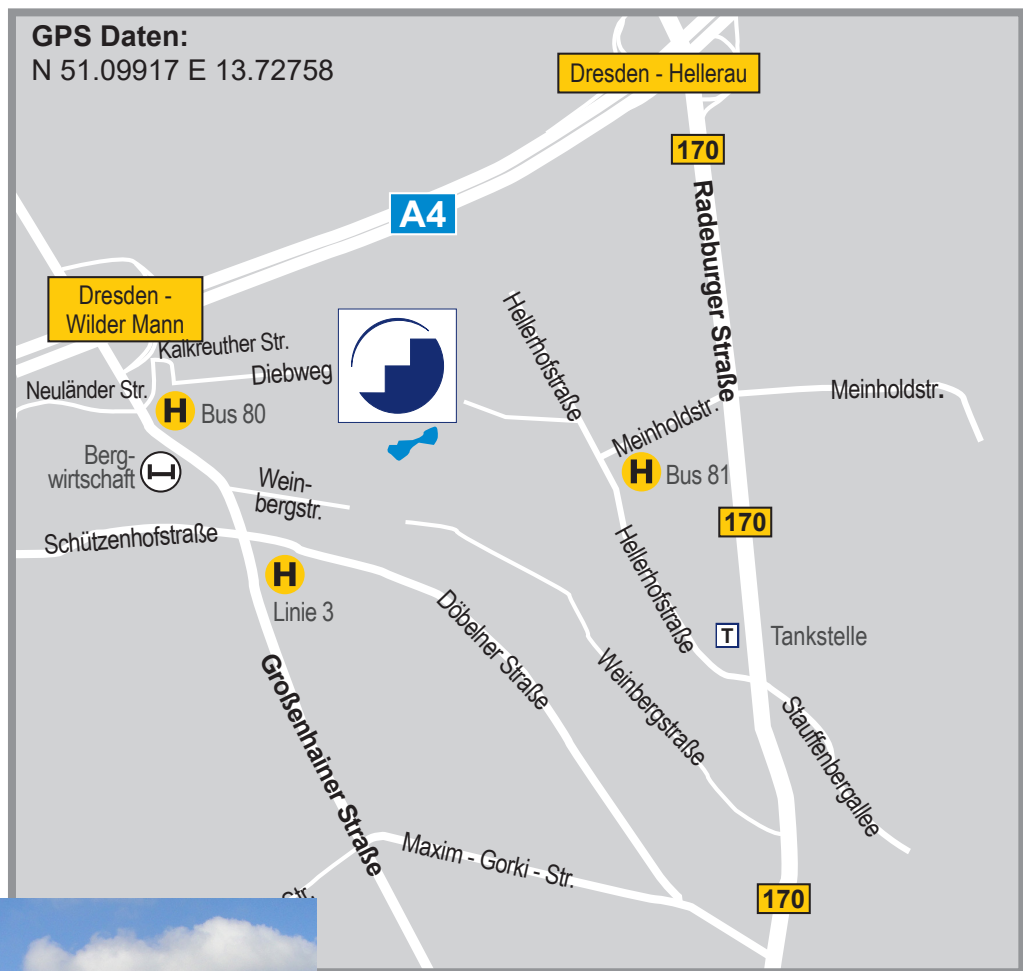 GPS Daten:
N 51.09917 E 13.72758
Dresden - Hellerau
170
A4
Radeburger Straße
Dresden -
Wilder Mann
Kalkreuther Str.
Diebweg
Neuländer Str.
H Bus 80
Hellerhofstraße
Meinholdstr.
Meinholdstr.
H Bus 81
Berg-
wirtschaft
H
Wein-
bergstr.
170
Schützenhofstraße
H
Linie 3
Hellerhofstraße
Döbelner Straße
T Tankstelle
Weinbergstraße
Großenhainer Straße
Stauffenbergallee
Maxim - Gorki - Str.
Str.
170